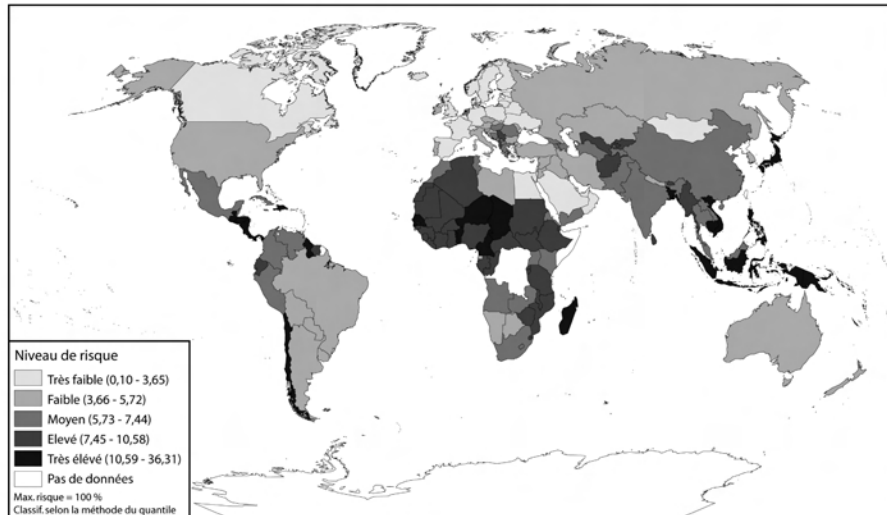 Niveau de risque
Très faible (0,10 - 3,65)
Faible (3,66 - 5,72)
Moyen (5,73 - 7,44)
Elevé (7,45 - 10,58)
Très élévé (10,59 - 36,31)
Pas de données
Max. risque = 100 %
Classif. selon la méthode du quantile